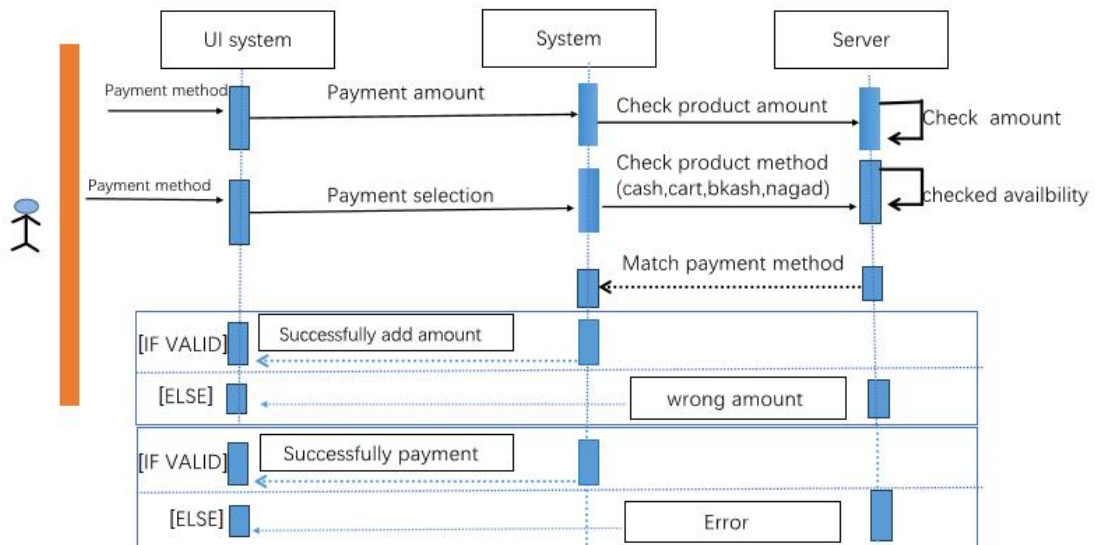 UI system
System
Server
Payment method
Payment amount
Check product amount
Check  amount
Payment method
Payment selection
Check product method
(cash,cart,bkash,nagad)
checked availbility
Match payment method
[IF VALID]
Successfully add amount
[ELSE]
wrong amount
[IF VALID]
Successfully payment
[ELSE]
Error